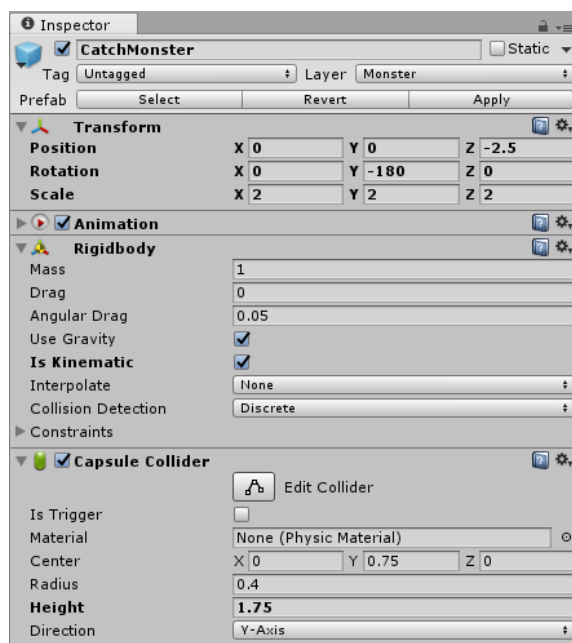 Inspector
CatchMonster Static
Tag Untagged Layer Monster
Prefab Select Revert Apply
Transform
Position X 0 Y 0 Z -2.5
Rotation X 0 Y -180 Z 0
Scale X 2 Y 2 Z 2
Animation
Rigidbody
Mass 1
Drag 0
Angular Drag 0.05
Use Gravity
Is Kinematic
Interpolate None
Collision Detection Discrete
Constraints
Capsule Collider
Edit Collider
Is Trigger
Material None (Physic Material)
Center X 0 Y 0.75 Z 0
Radius 0.4
Height 1.75
Direction Y-Axis